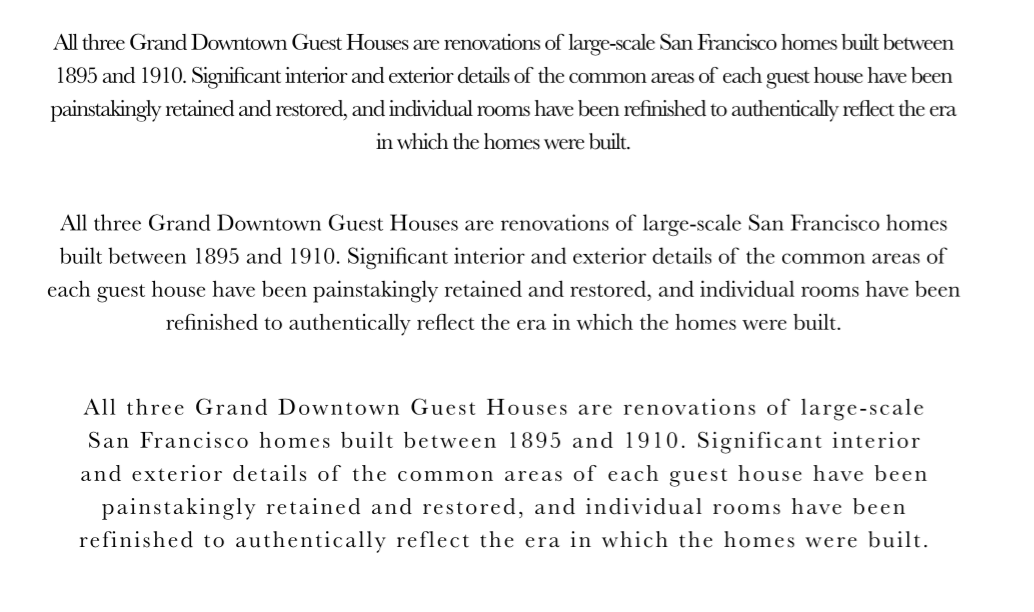 All three Grand Downtown Guest Houses are renovations of large-scale San Francisco homes built between
1895 and 1910. Significant interior and exterior details of the common areas of each guest house have been
painstakingly retained and restored, and individual rooms have been refinished to authentically reflect the era
in which the homes were built.
All three Grand Downtown Guest Houses are renovations of large-scale San Francisco homes
built between 1895 and 1910. Significant interior and exterior details of the common areas of
each guest house have been painstakingly retained and restored, and individual rooms have been
refinished to authentically reflect the era in which the homes were built.
All three Grand Downtown Guest Houses are renovations of large-scale
San Francisco homes built between 1895 and 1910. Significant interior
and exterior details of the common areas of each guest house have been
painstakingly retained and restored, and individual rooms have been
refinished to authentically reflect the era in which the homes were built.